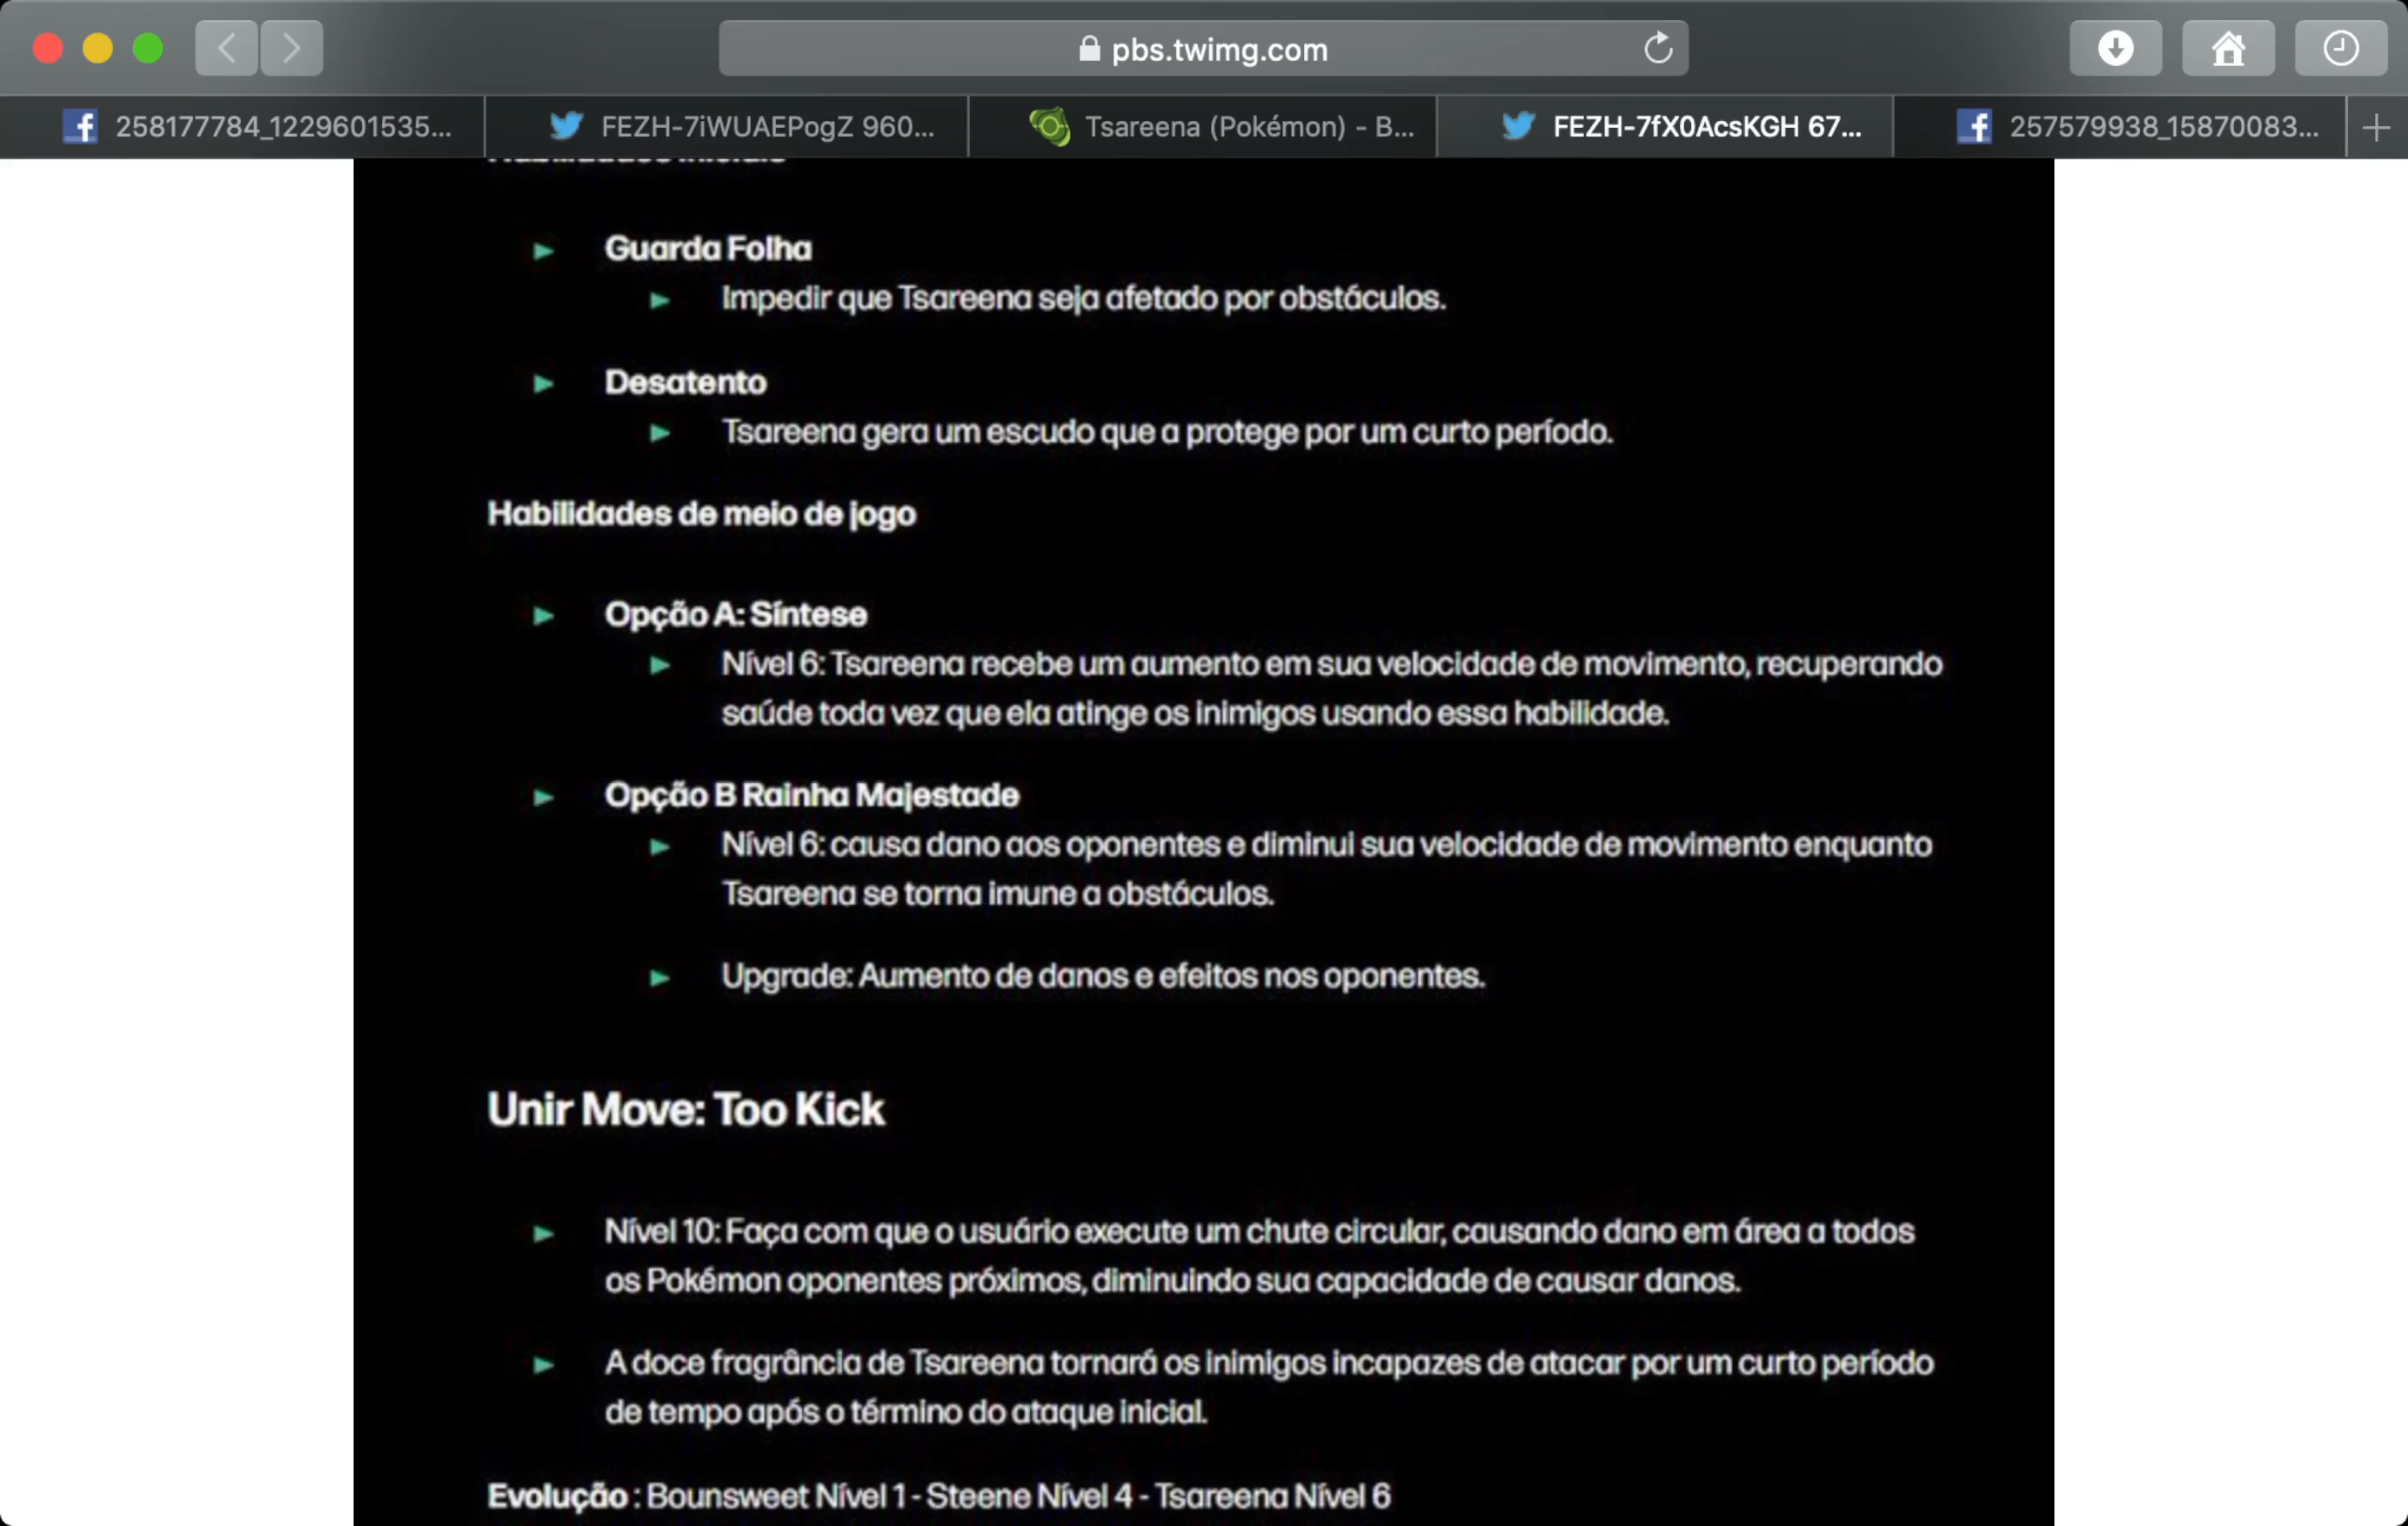 pbs.twimg.com
258177784_1229601535...
FEZH-7iWUAEPogZ 960...
Tsareena (Pokémon) - B...
FEZH-7fX0AcsKGH 67...
257579938_15870083...
Guarda Folha
Impedir que Tsareena seja afetado por obstáculos.
Desatento
Tsareena gera um escudo que a protege por um curto período.
Habilidades de meio de jogo
Opção A: Síntese
Nível 6: Tsareena recebe um aumento em sua velocidade de movimento, recuperando
saúde toda vez que ela atinge os inimigos usando essa habilidade.
Opção B Rainha Majestade
Nível 6: causa dano aos oponentes e diminui sua velocidade de movimento enquanto
Tsareena se torna imune a obstáculos.
Upgrade: Aumento de danos e efeitos nos oponentes.
Unir Move: Too Kick
Nível 10: Faça com que o usuário execute um chute circular, causando dano em área a todos
os Pokémon oponentes próximos, diminuindo sua capacidade de causar danos.
A doce fragrância de Tsareena tornará os inimigos incapazes de atacar por um curto período
de tempo após o término do ataque inicial.
Evolução : Bounsweet Nível 1 - Steene Nível 4 - Tsareena Nível 6